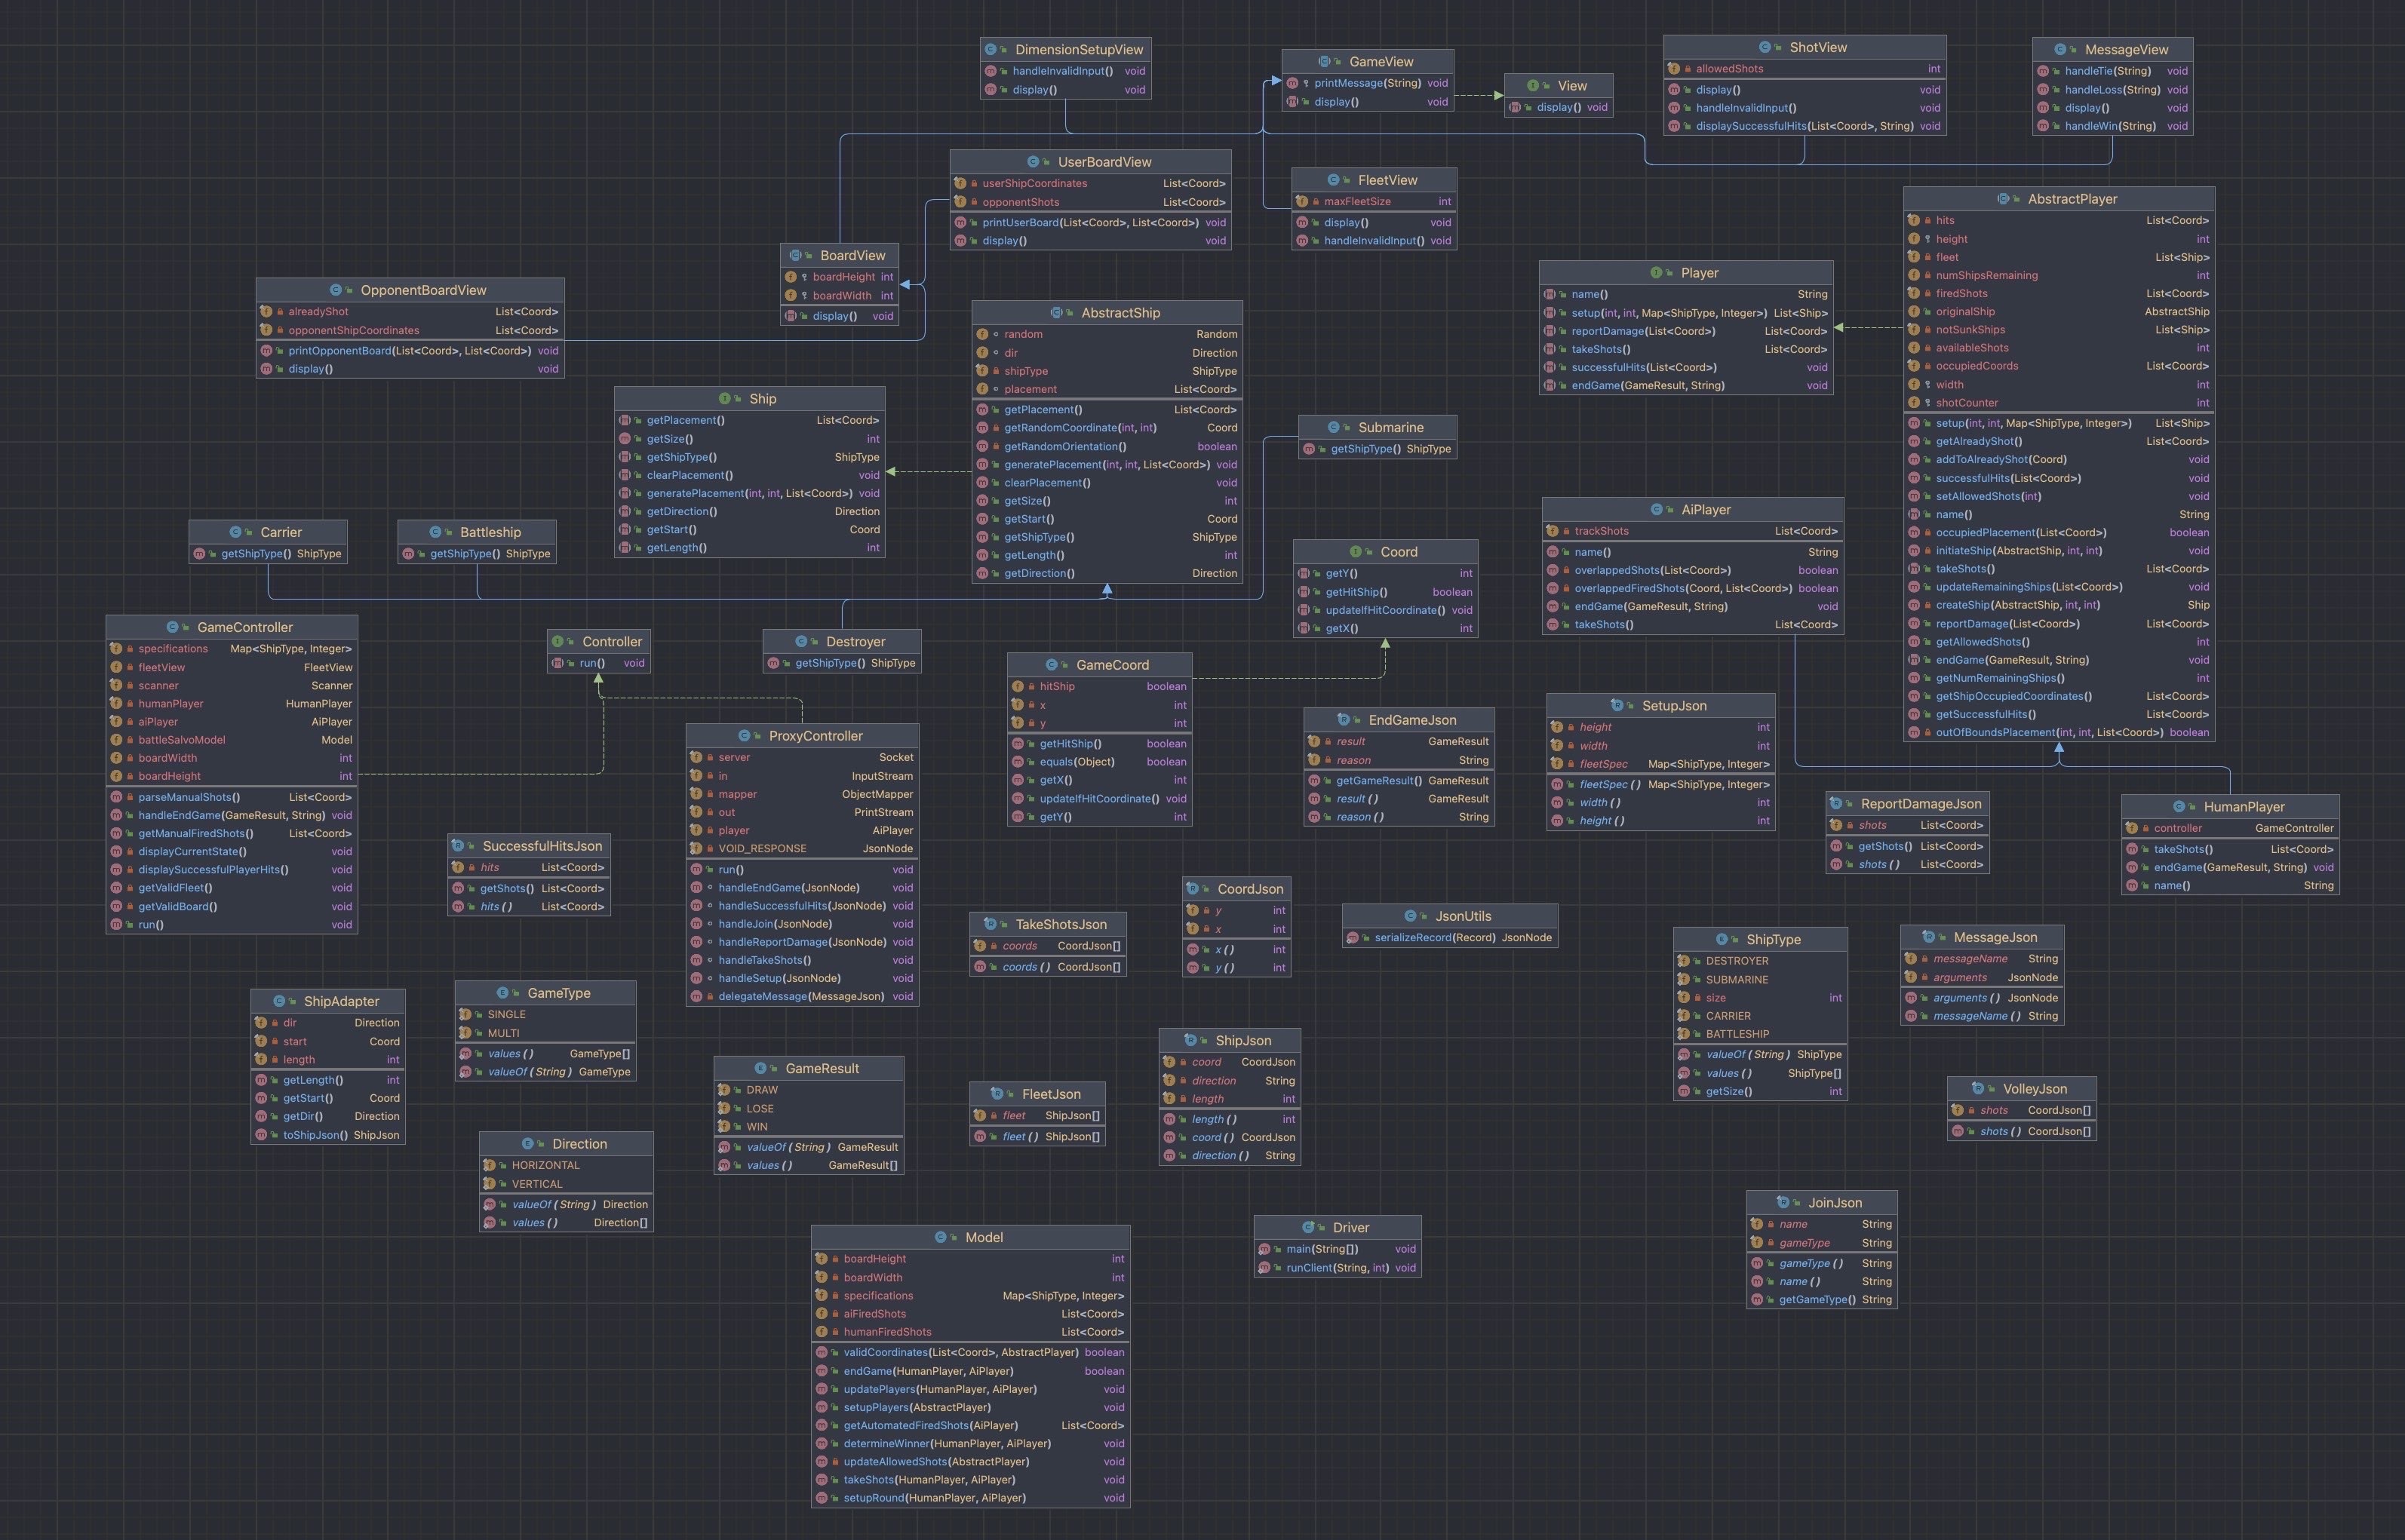 DimensionSetupView
handleInvalidInput() void
display() void
GameView
printMessage(String) void
display() void
View
display() void
ShotView
allowedShots int
display() void
handleInvalidInput() void
displaySuccessfulHits(List<Coord>, String) void
MessageView
handleTie(String) void
handleLoss(String) void
display() void
handleWin(String) void
UserBoardView
userShipCoordinates List<Coord>
opponentShots List<Coord>
printUserBoard(List<Coord>, List<Coord>) void
display() void
FleetView
maxFleetSize int
display() void
handleInvalidInput() void
AbstractPlayer
hits List<Coord>
height int
fleet List<Ship>
numShipsRemaining int
firedShots List<Coord>
originalShip AbstractShip
notSunkShips List<Ship>
availableShots int
occupiedCoords List<Coord>
width int
shotCounter int
setup(int, int, Map<ShipType, Integer>) List<Ship>
getAlreadyShot() List<Coord>
addToAlreadyShot(Coord) void
successfulHits(List<Coord>) void
setAllowedShots(int) void
name() String
occupiedPlacement(List<Coord>) boolean
initiateShip(AbstractShip, int, int) void
takeShots() List<Coord>
updateRemainingShips(List<Coord>) void
createShip(AbstractShip, int, int) Ship
reportDamage(List<Coord>) List<Coord>
getAllowedShots() int
endGame(GameResult, String) void
getNumRemainingShips() int
getShipOccupiedCoordinates() List<Coord>
getSuccessfulHits() List<Coord>
outOfBoundsPlacement(int, int, List<Coord>) boolean
BoardView
boardHeight int
boardWidth int
display() void
Player
name() String
setup(int, int, Map<ShipType, Integer>) List<Ship>
reportDamage(List<Coord>) List<Coord>
takeShots() List<Coord>
successfulHits(List<Coord>) void
endGame(GameResult, String) void
OpponentBoardView
alreadyShot List<Coord>
opponentShipCoordinates List<Coord>
printOpponentBoard(List<Coord>, List<Coord>) void
display() void
AbstractShip
random Random
dir Direction
shipType ShipType
placement List<Coord>
getPlacement() List<Coord>
getRandomCoordinate(int, int) Coord
getRandomOrientation() boolean
generatePlacement(int, int, List<Coord>) void
clearPlacement() void
getSize() int
getStart() Coord
getShipType() ShipType
getLength() int
getDirection() Direction
Ship
getPlacement() List<Coord>
getSize() int
getShipType() ShipType
clearPlacement() void
generatePlacement(int, int, List<Coord>) void
getDirection() Direction
getStart() Coord
getLength() int
Submarine
getShipType() ShipType
AiPlayer
trackShots List<Coord>
name() String
overlappedShots(List<Coord>) boolean
overlappedFiredShots(Coord, List<Coord>) boolean
endGame(GameResult, String) void
takeShots() List<Coord>
Carrier
getShipType() ShipType
Battleship
getShipType() ShipType
Coord
getY() int
getHitShip() boolean
updateIfHitCoordinate() void
getX() int
GameController
specifications Map<ShipType, Integer>
fleetView FleetView
scanner Scanner
humanPlayer HumanPlayer
aiPlayer AiPlayer
battleSalvoModel Model
boardWidth int
boardHeight int
parseManualShots() List<Coord>
handleEndGame(GameResult, String) void
getManualFiredShots() List<Coord>
displayCurrentState() void
displaySuccessfulPlayerHits() void
getValidFleet() void
getValidBoard() void
run() void
Controller
run() void
Destroyer
getShipType() ShipType
GameCoord
hitShip boolean
x int
y int
getHitShip() boolean
equals(Object) boolean
getX() int
updateIfHitCoordinate() void
getY() int
SetupJson
height int
width int
fleetSpec Map<ShipType, Integer>
fleetSpec() Map<ShipType, Integer>
width() int
height() int
EndGameJson
result GameResult
reason String
getGameResult() GameResult
result() GameResult
reason() String
ProxyController
server Socket
in InputStream
mapper ObjectMapper
out PrintStream
player AiPlayer
VOID_RESPONSE JsonNode
run() void
handleEndGame(JsonNode) void
handleSuccessfulHits(JsonNode) void
handleJoin(JsonNode) void
handleReportDamage(JsonNode) void
handleTakeShots() void
handleSetup(JsonNode) void
delegateMessage(MessageJson) void
ReportDamageJson
shots List<Coord>
getShots() List<Coord>
shots() List<Coord>
HumanPlayer
controller GameController
takeShots() List<Coord>
endGame(GameResult, String) void
name() String
SuccessfulHitsJson
hits List<Coord>
getShots() List<Coord>
hits() List<Coord>
CoordJson
y int
x int
x() int
y() int
JsonUtils
serializeRecord(Record) JsonNode
TakeShotsJson
coords CoordJson[]
coords() CoordJson[]
ShipType
DESTROYER
SUBMARINE
size int
CARRIER
BATTLESHIP
valueOf(String) ShipType
values() ShipType[]
getSize() int
MessageJson
messageName String
arguments JsonNode
arguments() JsonNode
messageName() String
ShipAdapter
dir Direction
start Coord
length int
getLength() int
getStart() Coord
getDir() Direction
toShipJson() ShipJson
GameType
SINGLE
MULTI
values() GameType[]
valueOf(String) GameType
ShipJson
coord CoordJson
direction String
length int
length() int
coord() CoordJson
direction() String
GameResult
DRAW
LOSE
WIN
valueOf(String) GameResult
values() GameResult[]
FleetJson
fleet ShipJson[]
fleet() ShipJson[]
VolleyJson
shots CoordJson[]
shots() CoordJson[]
Direction
HORIZONTAL
VERTICAL
valueOf(String) Direction
values() Direction[]
JoinJson
name String
gameType String
gameType() String
name() String
getGameType() String
Driver
main(String[]) void
runClient(String, int) void
Model
boardHeight int
boardWidth int
specifications Map<ShipType, Integer>
aiFiredShots List<Coord>
humanFiredShots List<Coord>
validCoordinates(List<Coord>, AbstractPlayer) boolean
endGame(HumanPlayer, AiPlayer) boolean
updatePlayers(HumanPlayer, AiPlayer) void
setupPlayers(AbstractPlayer) void
getAutomatedFiredShots(AiPlayer) List<Coord>
determineWinner(HumanPlayer, AiPlayer) void
updateAllowedShots(AbstractPlayer) void
takeShots(HumanPlayer, AiPlayer) void
setupRound(HumanPlayer, AiPlayer) void